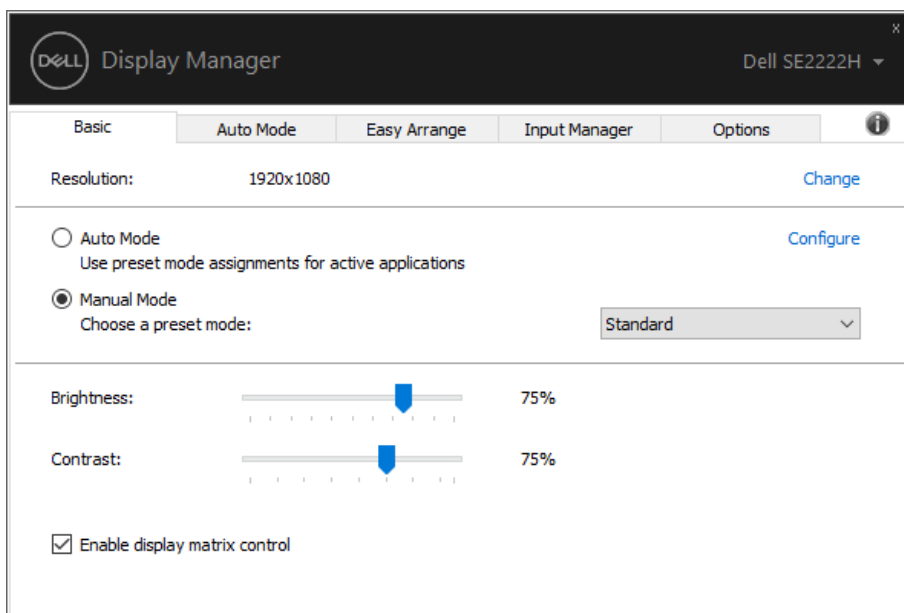 DELL Display Manager
x
Dell SE2222H
Basic Auto Mode Easy Arrange Input Manager Options
Resolution: 1920x1080 Change
Auto Mode Configure
Use preset mode assignments for active applications
Manual Mode
Choose a preset mode: Standard
Brightness: 75%
Contrast: 75%
Enable display matrix control